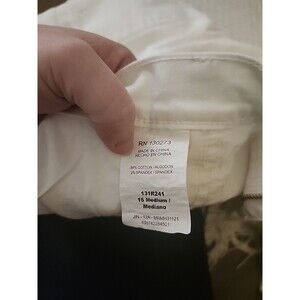 RN 130273
MADE IN CHINA
HECHO EN CHINA
98% COTTON / ALGODON
2% SPANDEX / SPANDEX
131R241
16 Medium /
Mediano